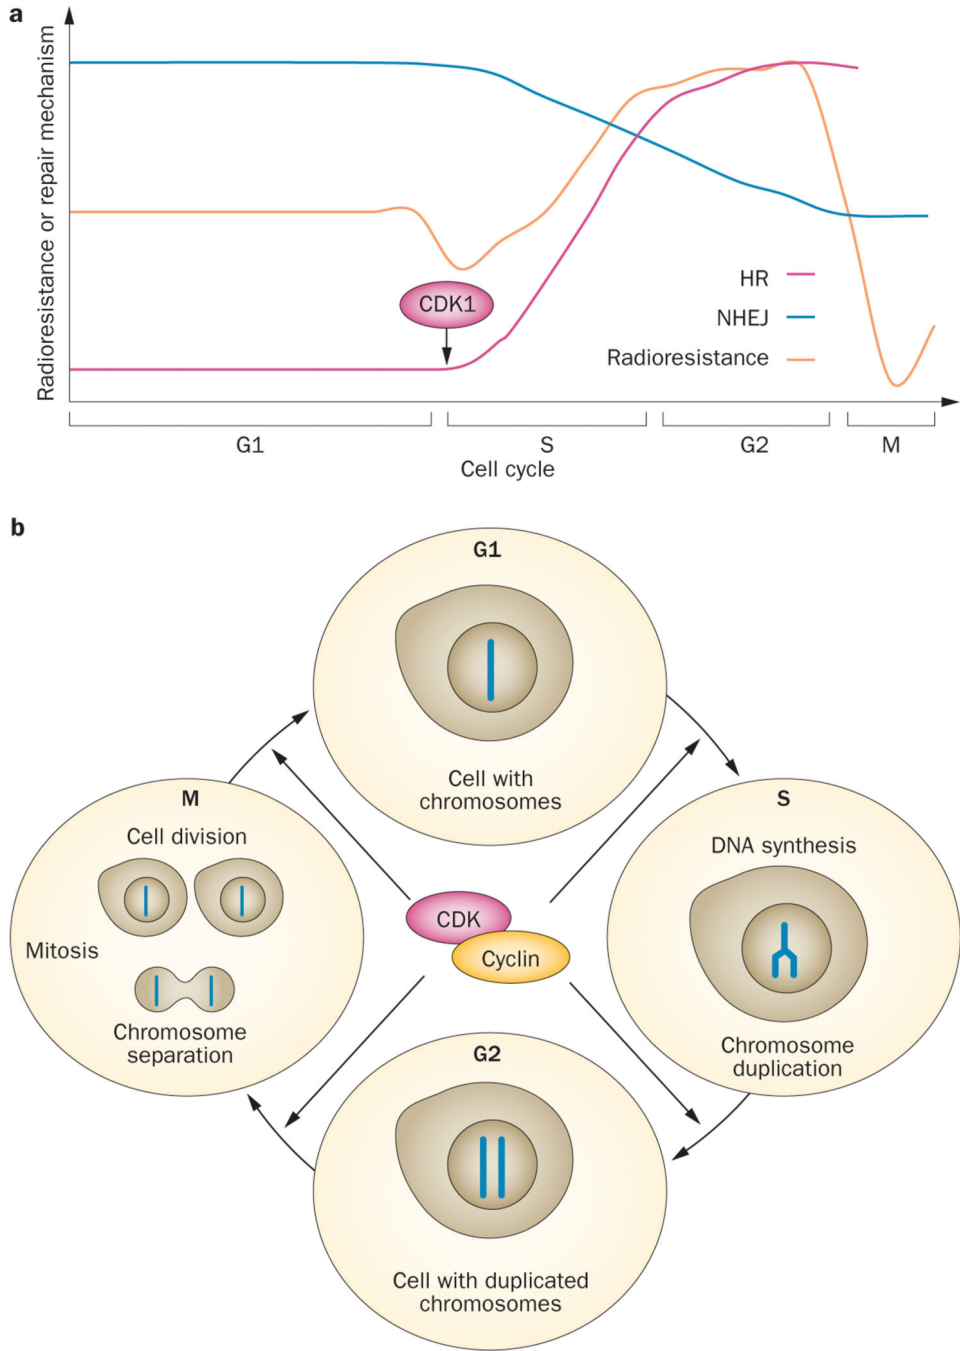 a
Radioresistance or repair mechanism
CDK1
HR
NHEJ
Radioresistance
G1
S
G2
M
Cell cycle
b
G1
Cell with
chromosomes
M
Cell division
Mitosis
Chromosome
separation
S
DNA synthesis
Chromosome
duplication
CDK
Cyclin
G2
Cell with duplicated
chromosomes